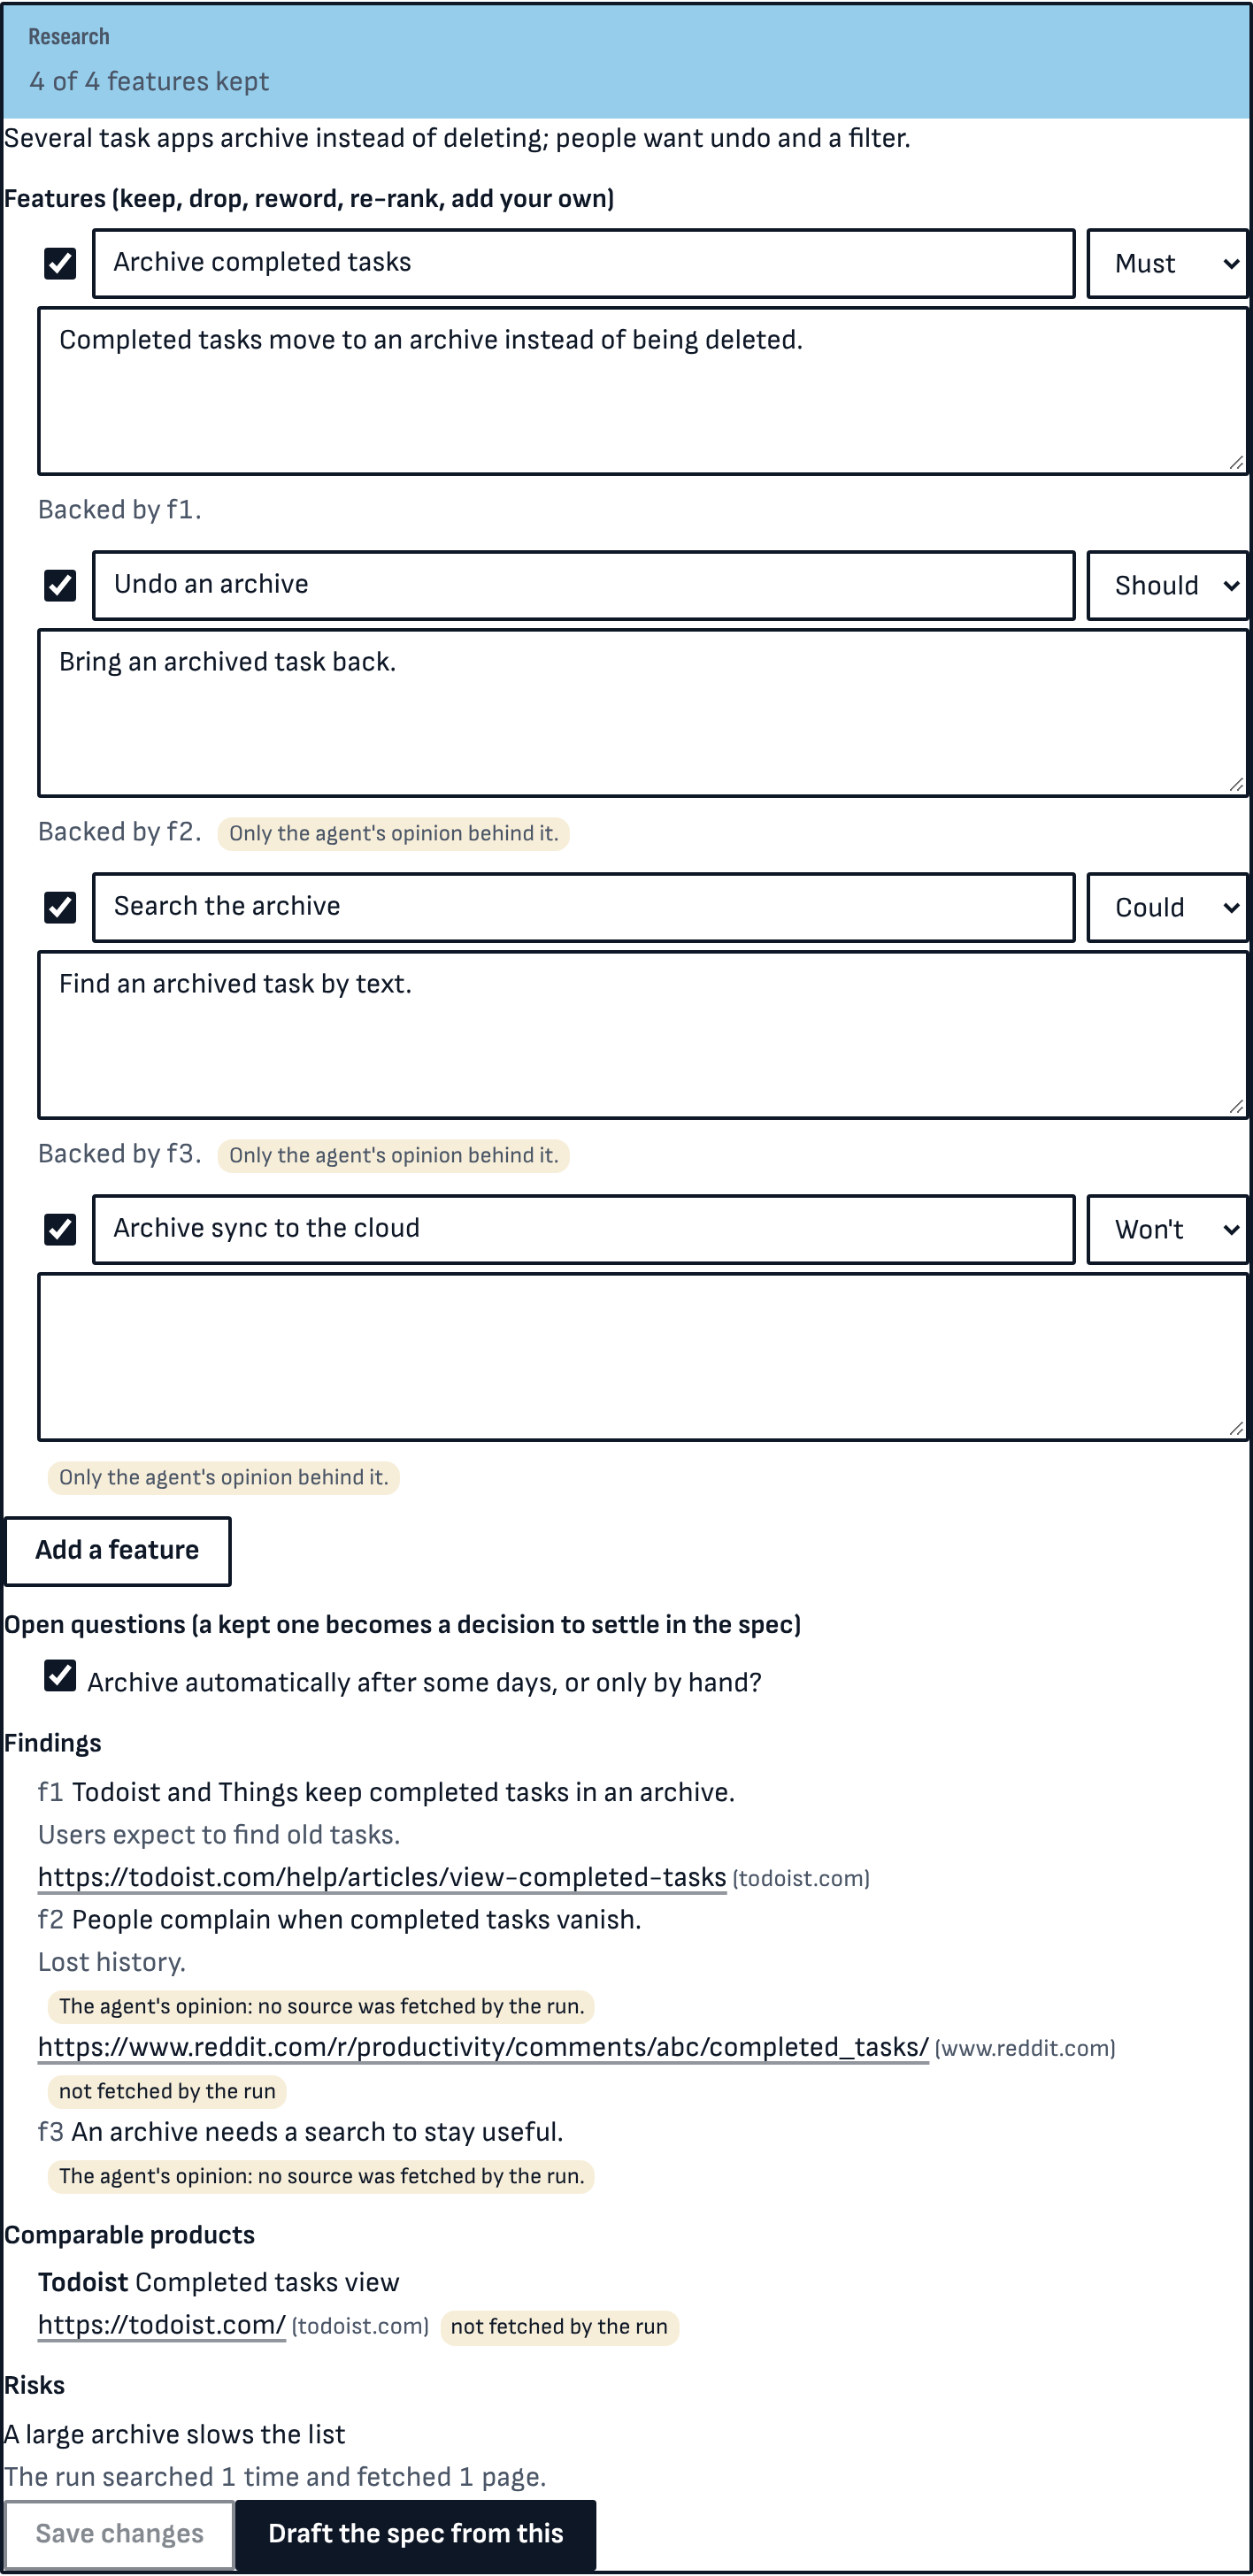 Research
4 of 4 features kept
Several task apps archive instead of deleting; people want undo and a filter.
Features (keep, drop, reword, re-rank, add your own)
Archive completed tasks
Must
Completed tasks move to an archive instead of being deleted.
Backed by f1.
Undo an archive
Should
Bring an archived task back.
Backed by f2. Only the agent's opinion behind it.
Search the archive
Could
Find an archived task by text.
Backed by f3. Only the agent's opinion behind it.
Archive sync to the cloud
Won't
Only the agent's opinion behind it.
Add a feature
Open questions (a kept one becomes a decision to settle in the spec)
Archive automatically after some days, or only by hand?
Findings
f1 Todoist and Things keep completed tasks in an archive.
Users expect to find old tasks.
https://todoist.com/help/articles/view-completed-tasks (todoist.com)
f2 People complain when completed tasks vanish.
Lost history.
The agent's opinion: no source was fetched by the run.
https://www.reddit.com/r/productivity/comments/abc/completed_tasks/ (www.reddit.com)
not fetched by the run
f3 An archive needs a search to stay useful.
The agent's opinion: no source was fetched by the run.
Comparable products
Todoist Completed tasks view
https://todoist.com/ (todoist.com) not fetched by the run
Risks
A large archive slows the list
The run searched 1 time and fetched 1 page.
Save changes
Draft the spec from this